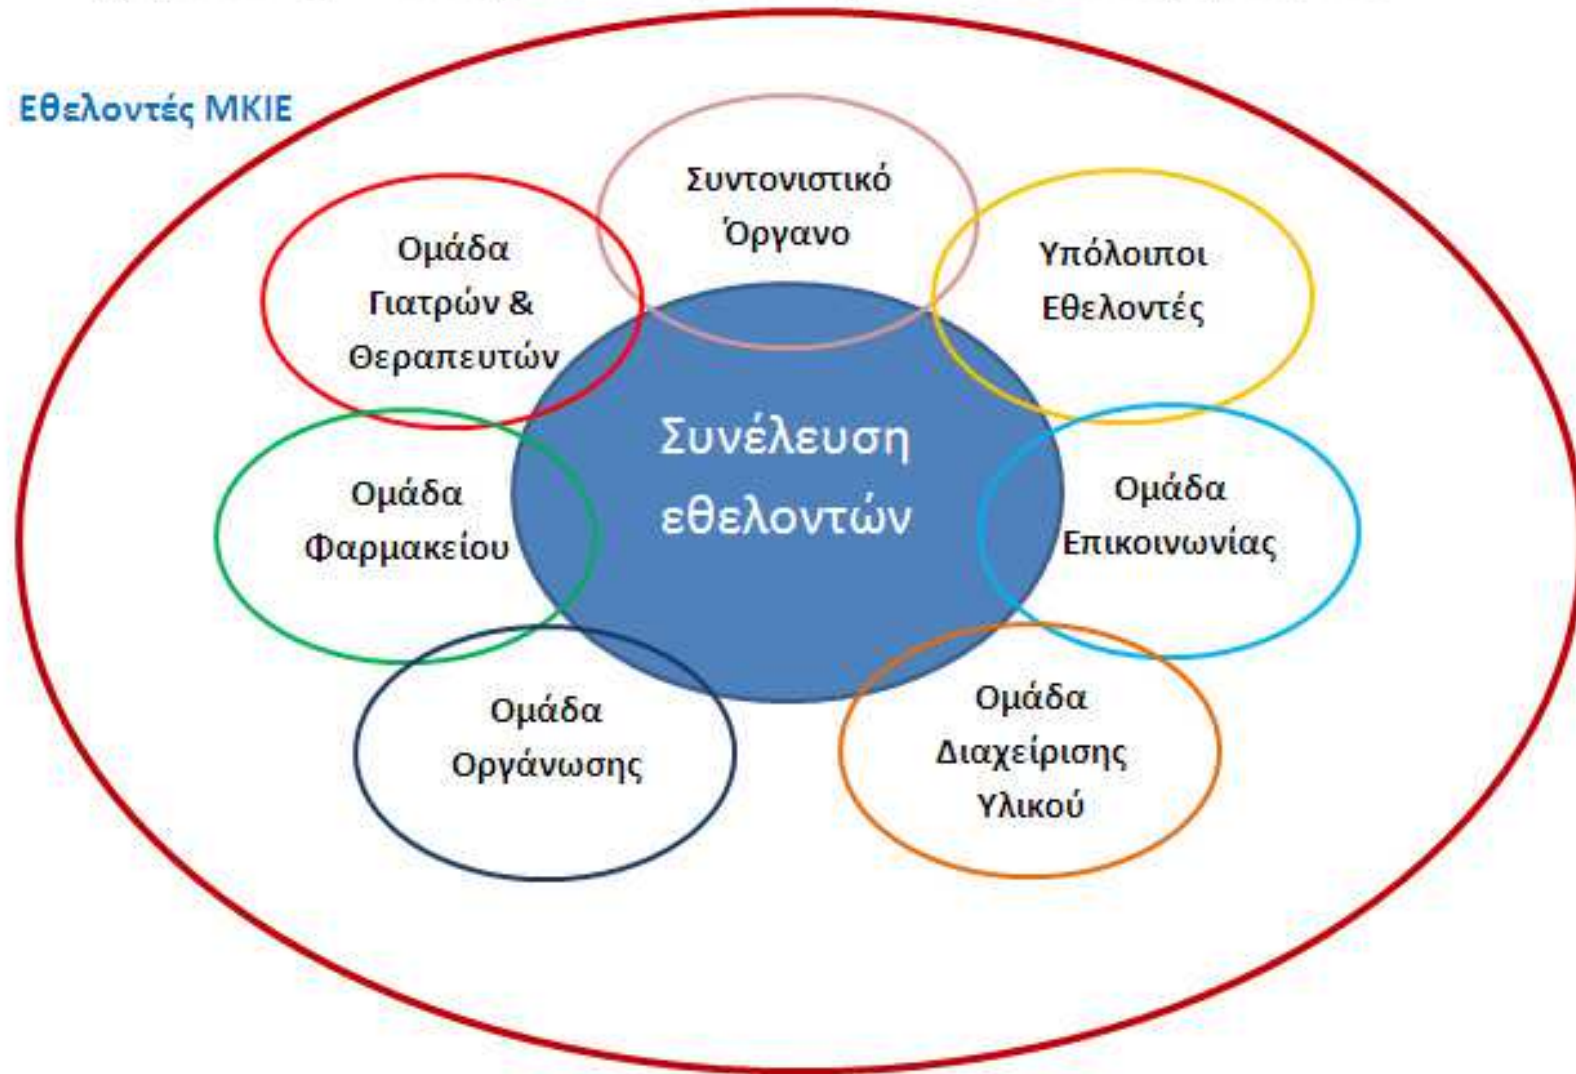 Εθελοντές ΜΚΙΕ
Συντονιστικό
Όργανο
Ομάδα
Γιατρών &
Θεραπευτών
Υπόλοιποι
Εθελοντές
Συνέλευση
εθελοντών
Ομάδα
Φαρμακείου
Ομάδα
Επικοινωνίας
Ομάδα
Οργάνωσης
Ομάδα
Διαχείρισης
Υλικού